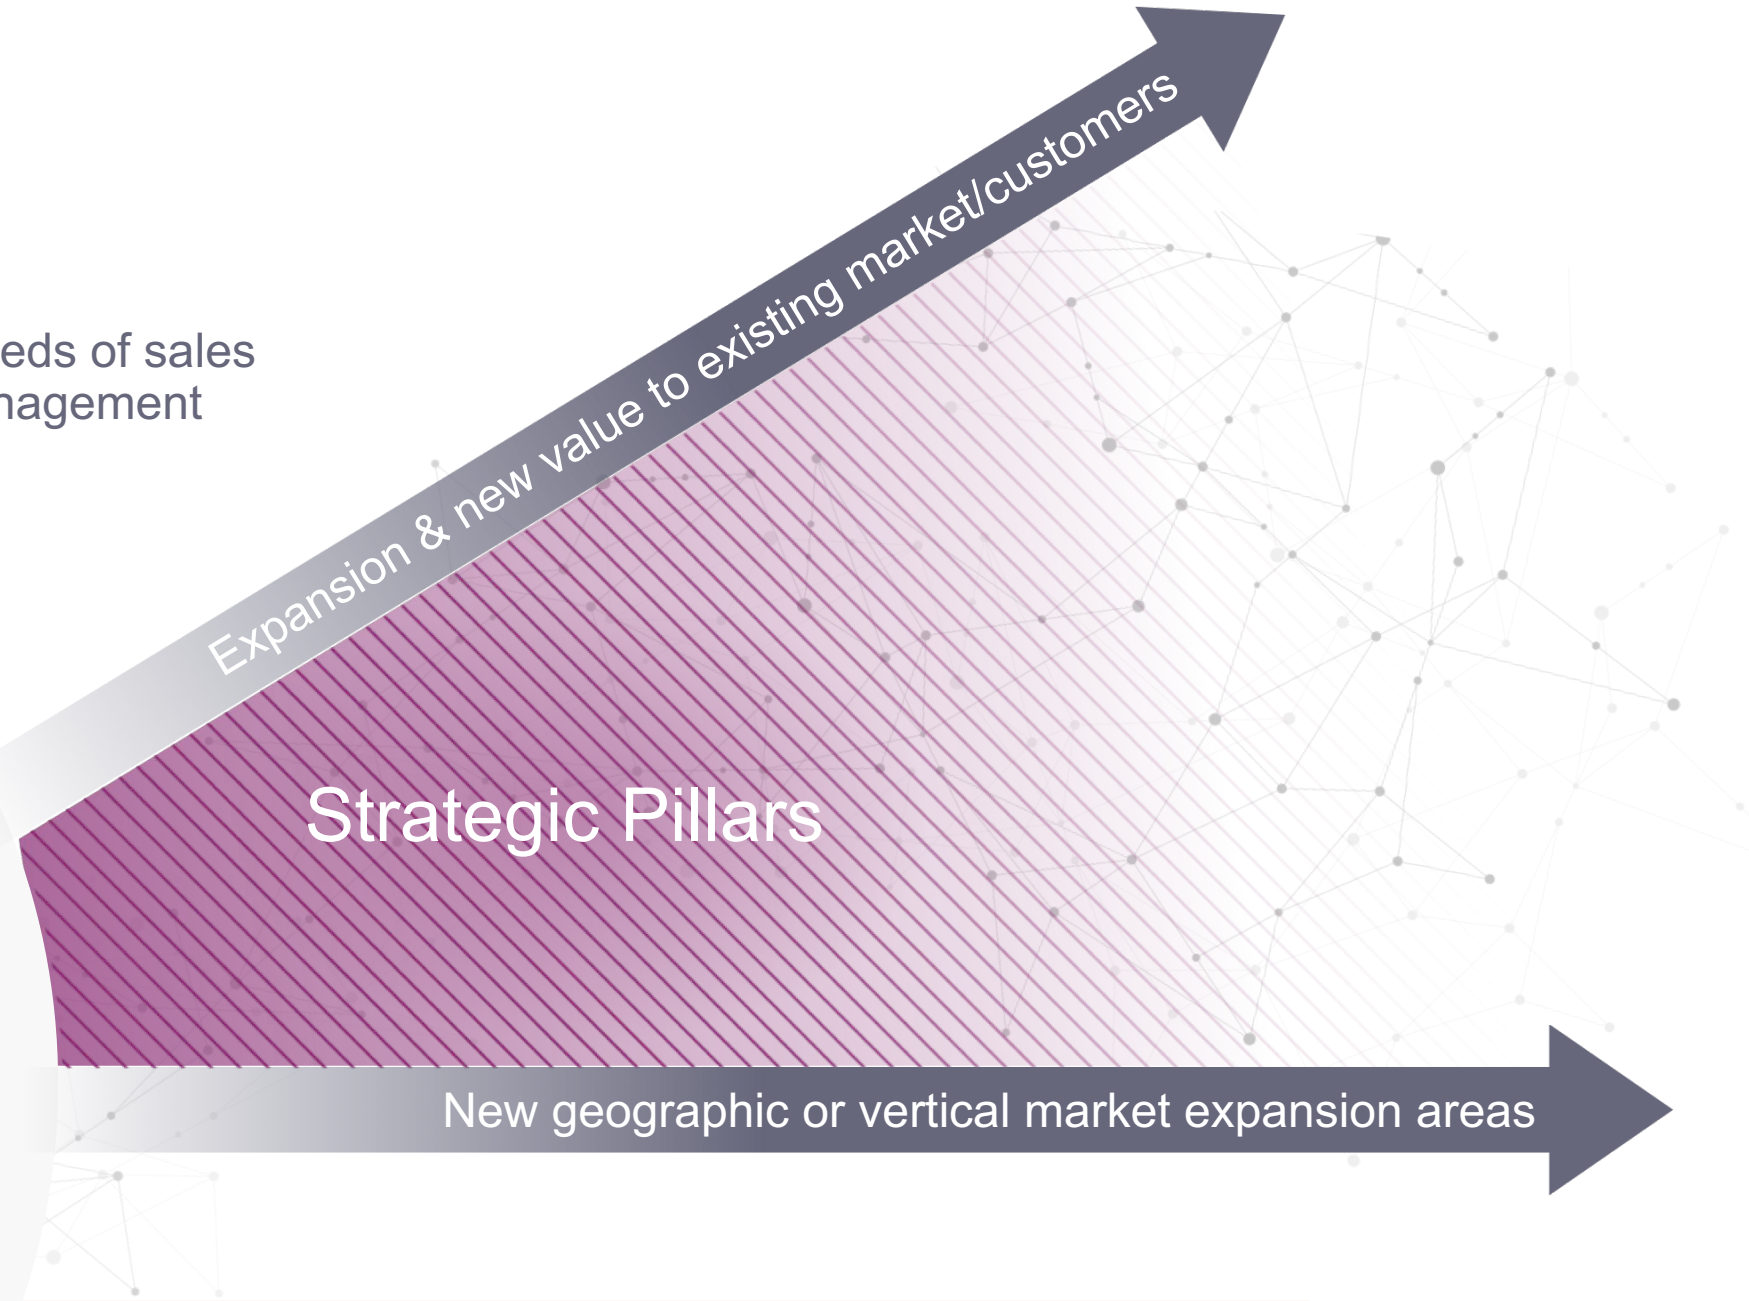 Expansion & new value to existing market/customers
eds of sales
nagement
Strategic Pillars
New geographic or vertical market expansion areas